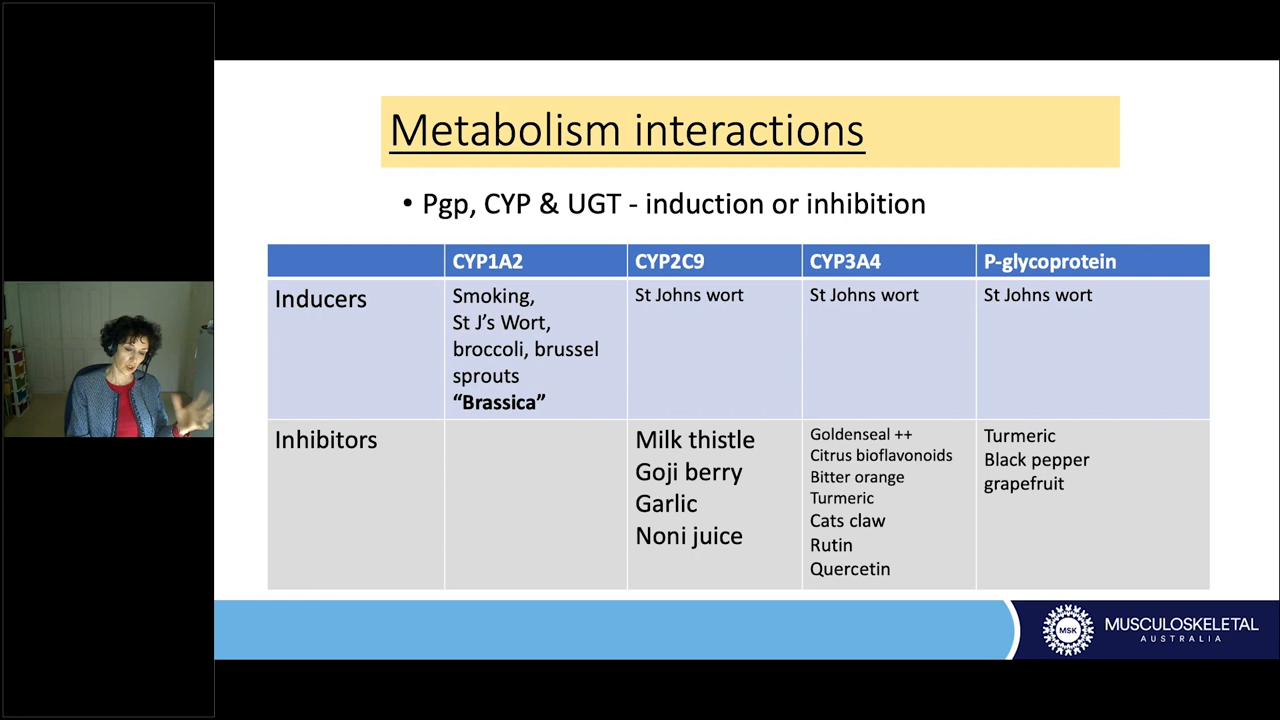 Metabolism interactions
• Pgp, CYP & UGT - induction or inhibition
CYP1A2
CYP2C9
CYP3A4
P-glycoprotein
Inducers
Smoking,
St J's Wort,
broccoli, brussel
sprouts
“Brassica”
St Johns wort
St Johns wort
St Johns wort
Inhibitors
Milk thistle
Goji berry
Garlic
Noni juice
Goldenseal ++
Citrus bioflavonoids
Bitter orange
Turmeric
Cats claw
Rutin
Quercetin
Turmeric
Black pepper
grapefruit
MSK
MUSCULOSKELETAL
AUSTRALIA